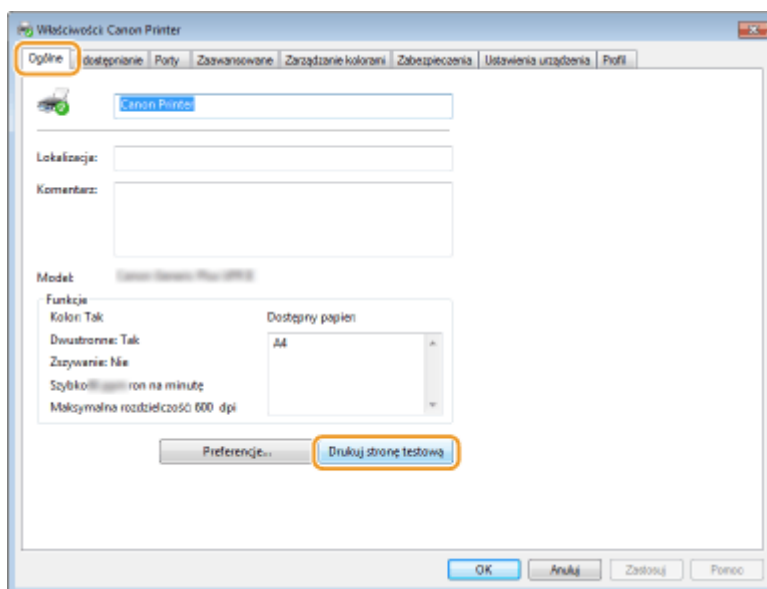 Właściwości: Canon Printer
Ogólne dostępnianie Porty Zaawansowane Zarządzanie kolorami Zabezpieczenia Ustawienia urządzenia Profil
Canon Printer
Lokalizacja:
Komentarz:
Model:
Funkcje
Kolor: Tak
Dostępny papier:
Dwustronne: Tak
A4
Zszywanie: Nie
Szybko ron na minutę
Maksymalna rozdzielczość: 600 dpi
Preferencje... Drukuj stronę testową
OK Anuluj Zastosuj Pomoc